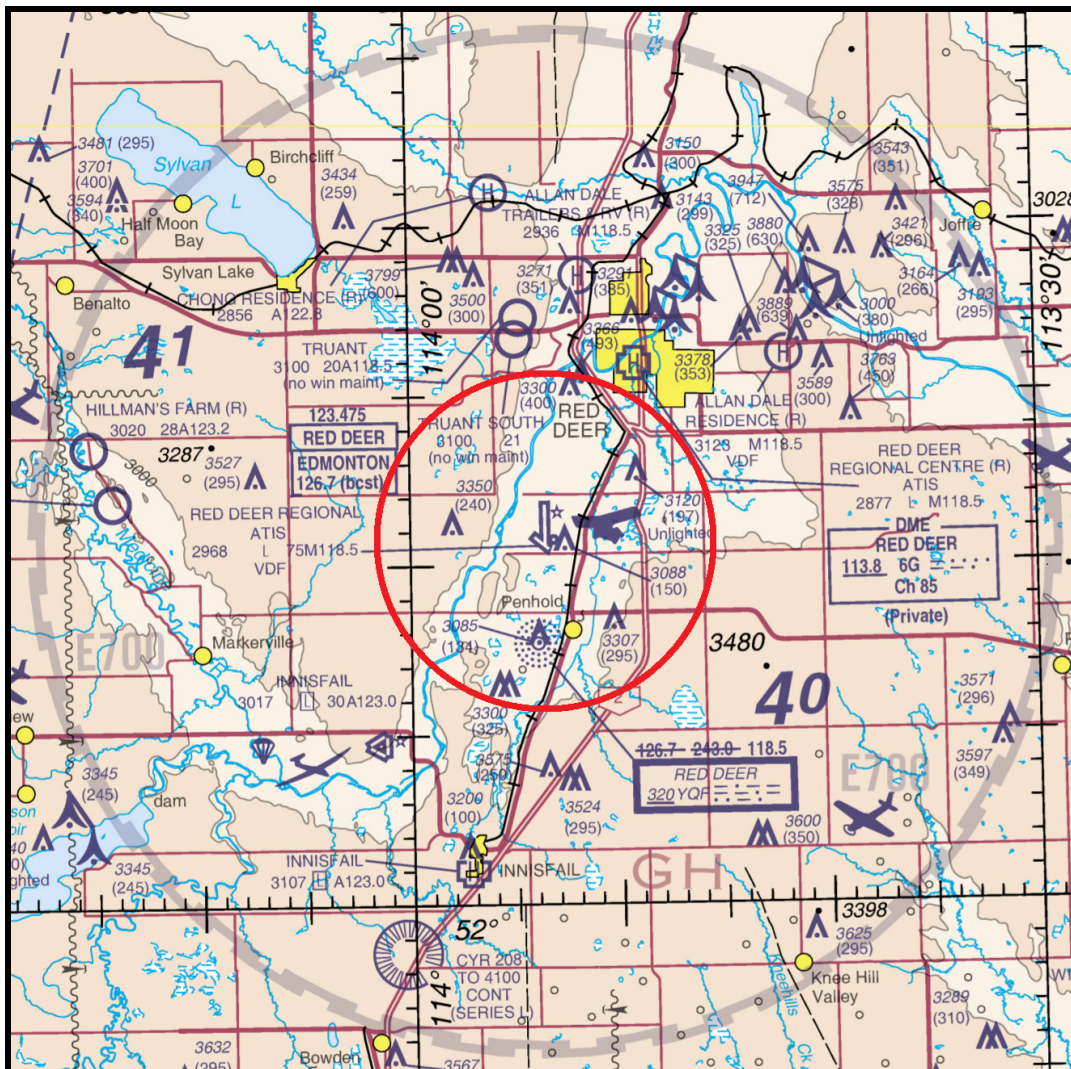 3481 (295)
3701
(400)
3594
(340)
Sylvan
L
Birchcliff
Half Moon
Bay
3434
(259)
Sylvan Lake
Benalto
CHONG RESIDENCE (R)
2856 A122.8
3799
(600)
3500
(300)
ALLAN DALE
TRAILERS & RV (R)
2936 M118.5
3271
(351)
3291
(385)
3150
(300)
3143
(299)
3947
(712)
3325
(325)
3880
(630)
3575
(328)
3543
(351)
3421
(296)
3164
(266)
3193
(295)
Joffre
3028
113°30'
114°00'
41
TRUANT
3100 20A118.5
(no win maint)
3366
(493)
3378
(353)
3889
(639)
3000
(380)
Unlighted
3763
(450)
3589
(300)
ALLAN DALE
RESIDENCE (R)
3123 M118.5
VDF
HILLMAN'S FARM (R)
3020 28A123.2
3287
3527
(295)
3000
123.475
RED DEER
EDMONTON
126.7 (bcst)
3300
(400)
TRUANT SOUTH
3100 21
(no win maint)
RED
DEER
3350
(240)
RED DEER
REGIONAL CENTRE (R)
ATIS
2877 L M118.5
RED DEER REGIONAL
ATIS
2968 L 75M118.5
VDF
3120
(197)
Unlighted
3088
(150)
DME
RED DEER
113.8 6G
Ch 85
(Private)
Medicine
Penhold
3085
(134)
3307
(295)
3480
E700
Markerville
INNISFAIL
3017 L 30A123.0
3300
(325)
2
40
3571
(296)
3597
(349)
E700
126.7 243.0 118.5
RED DEER
320 YQF
3575
(250)
3200
(100)
3524
(295)
3600
(350)
3345
(245)
dam
3345
(245)
INNISFAIL
3107 H A123.0
INNISFAIL
GH
52°
3398
3625
(295)
Knee Hill
Valley
Kneehills
Ck
CYR 208
TO 4100
CONT
(SERIES L)
114°
3289
(310)
3632
(295)
Bowden
3567